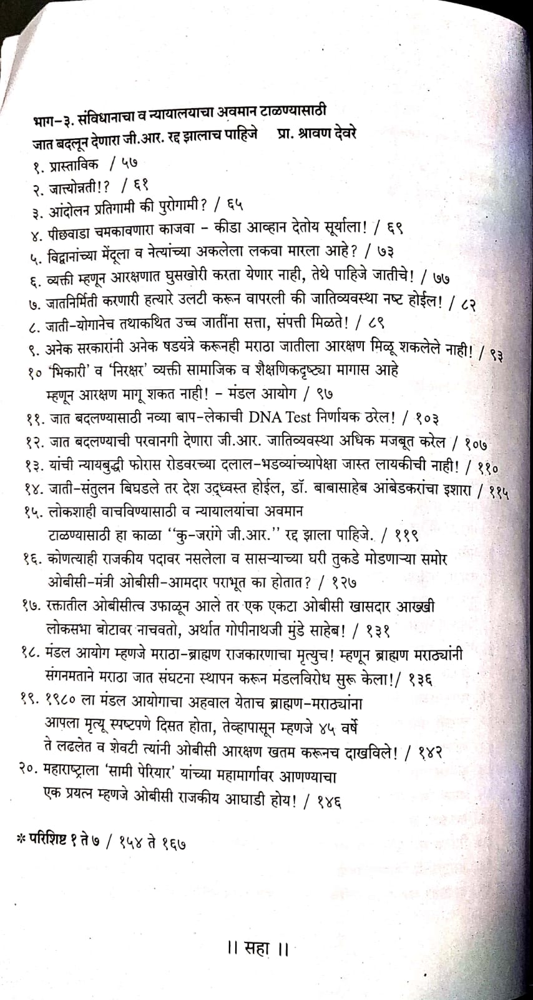 भाग-३. संविधानाचा व न्यायालयाचा अवमान टाळण्यासाठी
जात बदलून देणारा जी.आर. रद्द झालाच पाहिजे प्रा. श्रावण देवरे
१. प्रास्ताविक / ५७
२. जात्त्योन्नती!? / ६१
३. आंदोलन प्रतिगामी की पुरोगामी? / ६५
४. पीछवाडा चमकावणारा काजवा - कीडा आव्हान देतोय सूर्याला! / ६९
५. विद्वानांच्या मेंदूला व नेत्यांच्या अकलेला लकवा मारला आहे? / ७३
६. व्यक्ती म्हणून आरक्षणात घुसखोरी करता येणार नाही, तेथे पाहिजे जातीचे! / ७७
७. जातनिर्मिती करणारी हत्यारे उलटी करून वापरली की जातिव्यवस्था नष्ट होईल! / ८२
८. जाती-योगानेच तथाकथित उच्च जातींना सत्ता, संपत्ती मिळते! / ८९
९. अनेक सरकारांनी अनेक षडयंत्रे करूनही मराठा जातीला आरक्षण मिळू शकलेले नाही! / ९३
१० 'भिकारी' व 'निरक्षर' व्यक्ती सामाजिक व शैक्षणिकदृष्ट्या मागास आहे
म्हणून आरक्षण मागू शकत नाही! - मंडल आयोग / ९७
११. जात बदलण्यासाठी नव्या बाप-लेकाची DNA Test निर्णायक ठरेल! / १०३
१२. जात बदलण्याची परवानगी देणारा जी.आर. जातिव्यवस्था अधिक मजबूत करेल / १०७
१३. यांची न्यायबुद्धी फोरास रोडवरच्या दलाल-भडव्यांच्यापेक्षा जास्त लायकीची नाही! / ११०
१४. जाती-संतुलन बिघडले तर देश उद्ध्वस्त होईल, डॉ. बाबासाहेब आंबेडकरांचा इशारा / ११५
१५. लोकशाही वाचविण्यासाठी व न्यायालयांचा अवमान
टाळण्यासाठी हा काळा "कु-जरांगे जी.आर." रद्द झाला पाहिजे. / ११९
१६. कोणत्याही राजकीय पदावर नसलेला व सासऱ्याच्या घरी तुकडे मोडणाऱ्या समोर
ओबीसी-मंत्री ओबीसी-आमदार पराभूत का होतात? / १२७
१७. रक्तातील ओबीसीत्व उफाळून आले तर एक एकटा ओबीसी खासदार आख्खी
लोकसभा बोटावर नाचवतो, अर्थात गोपीनाथजी मुंडे साहेब! / १३१
१८. मंडल आयोग म्हणजे मराठा-ब्राह्मण राजकारणाचा मृत्युच! म्हणून ब्राह्मण मराठ्यांनी
संगनमताने मराठा जात संघटना स्थापन करून मंडलविरोध सुरू केला!/ १३६
१९. १९८० ला मंडल आयोगाचा अहवाल येताच ब्राह्मण-मराठ्यांना
आपला मृत्यू स्पष्टपणे दिसत होता, तेव्हापासून म्हणजे ४५ वर्षे
ते लढलेत व शेवटी त्यांनी ओबीसी आरक्षण खतम करूनच दाखविले! / १४२
२०. महाराष्ट्राला 'सामी पेरियार' यांच्या महामार्गावर आणण्याचा
एक प्रयत्न म्हणजे ओबीसी राजकीय आघाडी होय! / १४६
* परिशिष्ट १ ते ७ / १५४ ते १६७
।। सहा ।।